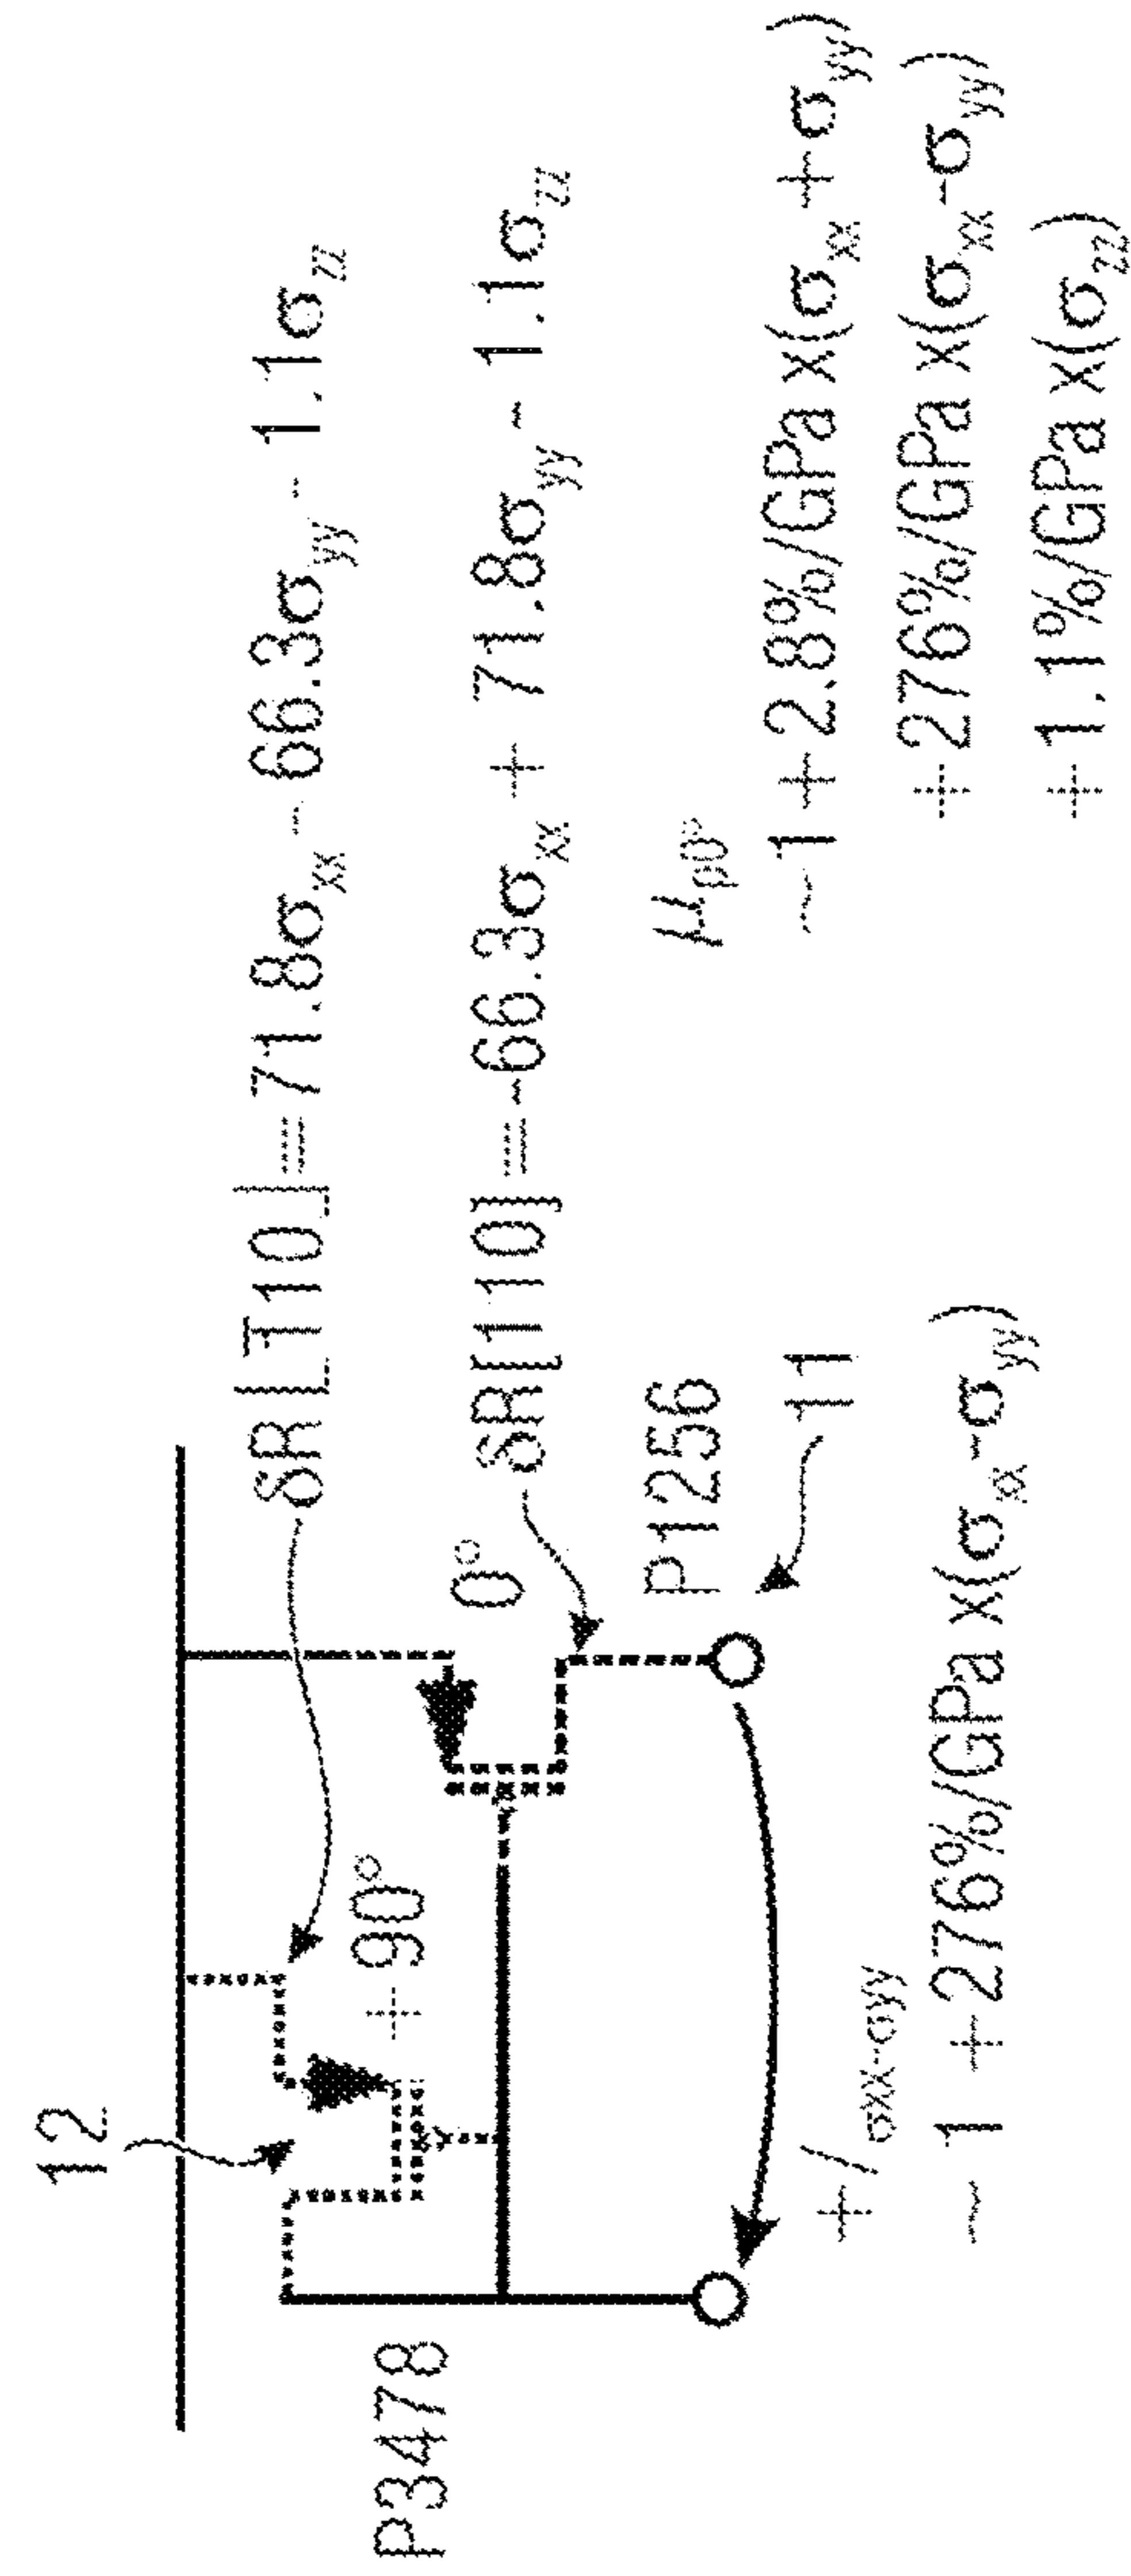 12
δR[1̅10]=71.8σxx - 66.3σyy - 1.1σzz
+90°
P3478
0°
δR[110]=-66.3σxx + 71.8σyy - 1.1σzz
P1256
11
+/σxx-σyy
~ 1 +276%/GPa x(σxx-σyy)
μp0°
~1+2.8%/GPa x(σxx+σyy)
+276%/GPa x(σxx-σyy)
+1.1%/GPa x(σzz)